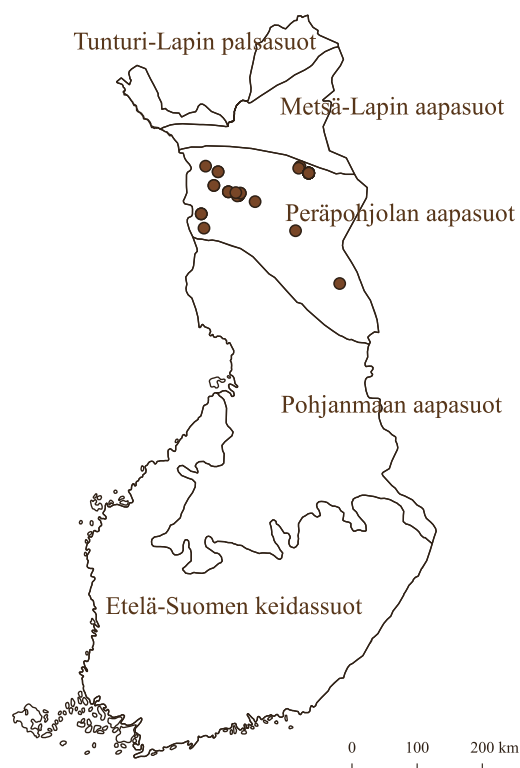 Tunturi-Lapin palsasuot
Metsä-Lapin aapasuot
Peräpohjolan aapasuot
Pohjanmaan aapasuot
Etelä-Suomen keidassuot
0 100 200 km